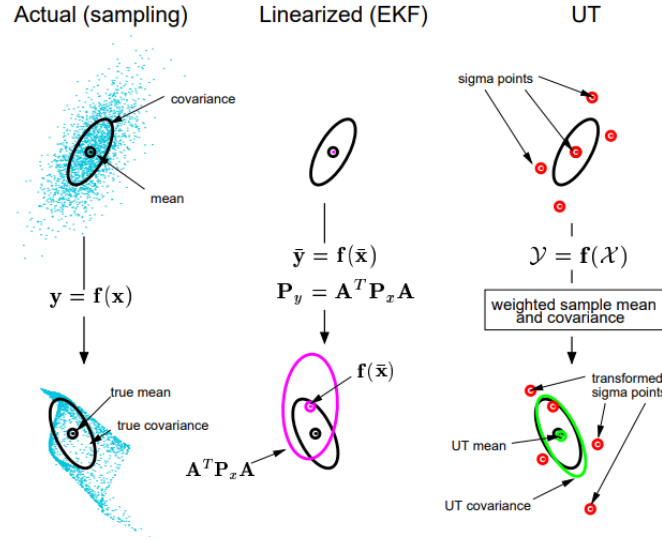 Actual (sampling)
Linearized (EKF)
UT
covariance
mean
sigma points
y = f(x)
ȳ = f(x̄)
P_y = A^T P_x A
𝒴 = f(𝒳)
weighted sample mean
and covariance
true mean
true covariance
f(x̄)
A^T P_x A
transformed
sigma points
UT mean
UT covariance